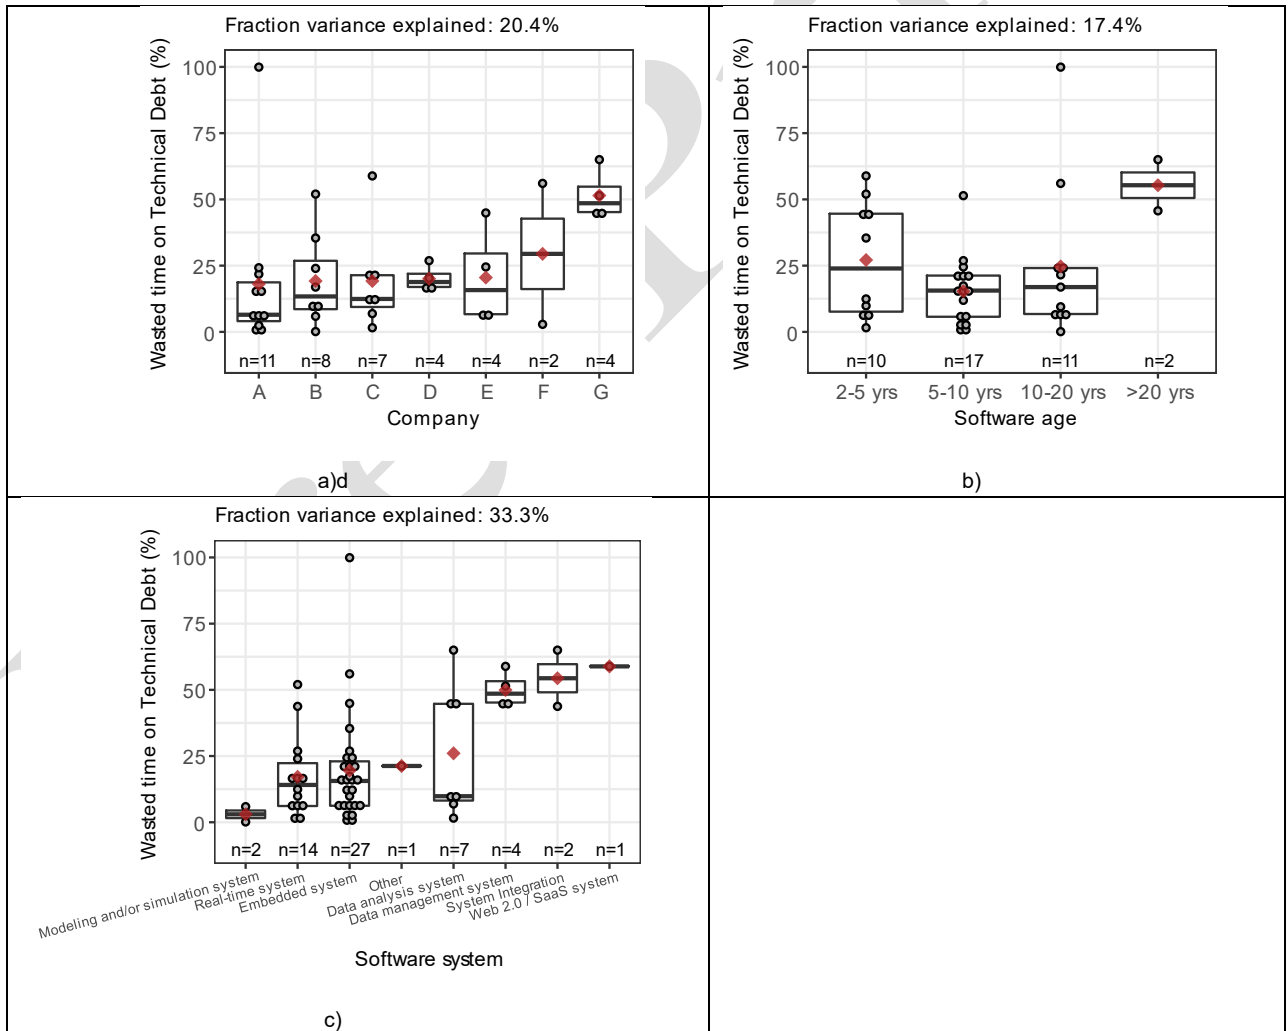 Fraction variance explained: 20.4%
Wasted time on Technical Debt (%)
100
75
50
25
0
n=11 n=8 n=7 n=4 n=4 n=2 n=4
A B C D E F G
Company
a)d
Fraction variance explained: 17.4%
Wasted time on Technical Debt (%)
100
75
50
25
0
n=10 n=17 n=11 n=2
2-5 yrs 5-10 yrs 10-20 yrs >20 yrs
Software age
b)
Fraction variance explained: 33.3%
Wasted time on Technical Debt (%)
100
75
50
25
0
n=2 n=14 n=27 n=1 n=7 n=4 n=2 n=1
Modeling and/or simulation system
Real-time system
Embedded system
Other
Data analysis system
Data management system
System Integration
Web 2.0 / SaaS system
Software system
c)